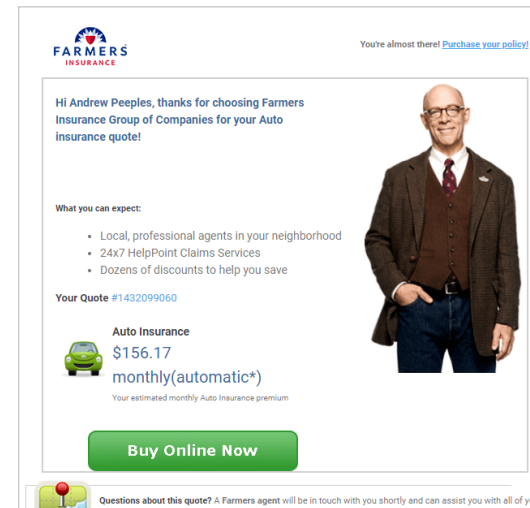 FARMERS
INSURANCE
You're almost there! Purchase your policy!
Hi Andrew Peeples, thanks for choosing Farmers
Insurance Group of Companies for your Auto
insurance quote!
What you can expect:
• Local, professional agents in your neighborhood
• 24x7 HelpPoint Claims Services
• Dozens of discounts to help you save
Your Quote #1432099060
Auto Insurance
$156.17
monthly(automatic*)
Your estimated monthly Auto Insurance premium
Buy Online Now
Questions about this quote? A Farmers agent will be in touch with you shortly and can assist you with all of